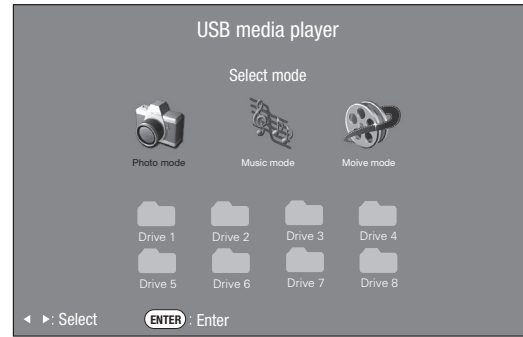 USB media player
Select mode
Photo mode Music mode Moive mode
Drive 1 Drive 2 Drive 3 Drive 4
Drive 5 Drive 6 Drive 7 Drive 8
◄ ►: Select ENTER : Enter